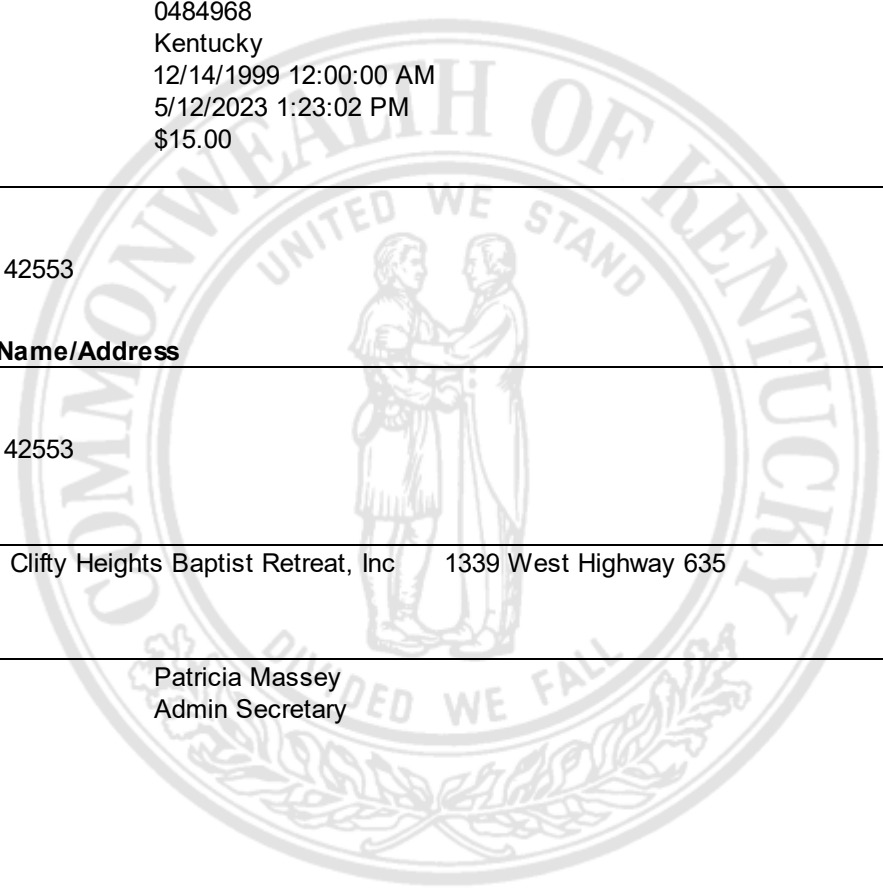 0484968
Kentucky
12/14/1999 12:00:00 AM
5/12/2023 1:23:02 PM
$15.00
42553
Name/Address
42553
Clifty Heights Baptist Retreat, Inc 1339 West Highway 635
Patricia Massey
Admin Secretary
COMMONWEALTH OF KENTUCKY
UNITED WE STAND
DIVIDED WE FALL